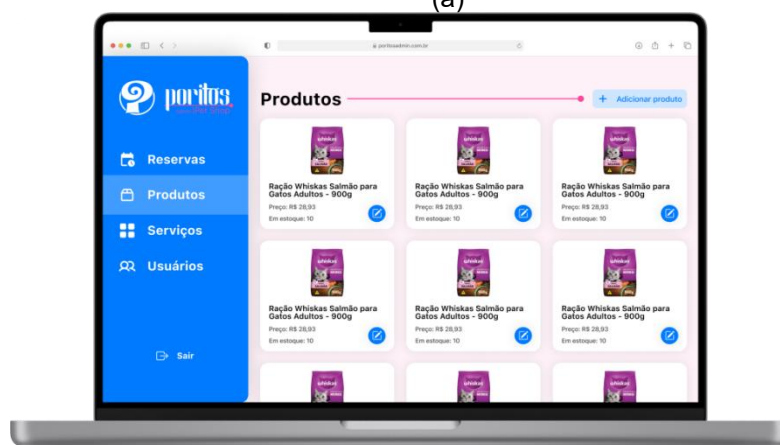 (a)
poritosadmin.com.br
poritos
Pet Shop
Reservas
Produtos
Serviços
Usuários
Sair
Produtos
+ Adicionar produto
Ração Whiskas Salmão para
Gatos Adultos - 900g
Preço: R$ 28,93
Em estoque: 10
Ração Whiskas Salmão para
Gatos Adultos - 900g
Preço: R$ 28,93
Em estoque: 10
Ração Whiskas Salmão para
Gatos Adultos - 900g
Preço: R$ 28,93
Em estoque: 10
Ração Whiskas Salmão para
Gatos Adultos - 900g
Preço: R$ 28,93
Em estoque: 10
Ração Whiskas Salmão para
Gatos Adultos - 900g
Preço: R$ 28,93
Em estoque: 10
Ração Whiskas Salmão para
Gatos Adultos - 900g
Preço: R$ 28,93
Em estoque: 10